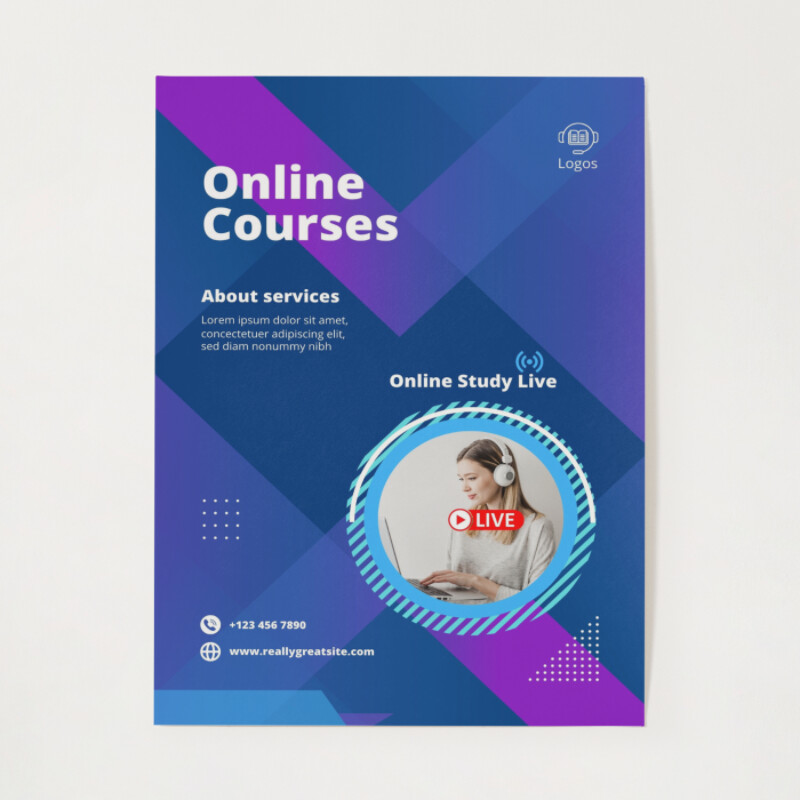 Logos
Online
Courses
About services
Lorem ipsum dolor sit amet,
consectetuer adipiscing elit,
sed diam nonummy nibh
Online Study Live
LIVE
+123 456 7890
www.reallygreatsite.com